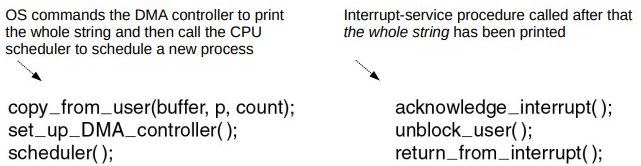 OS commands the DMA controller to print
the whole string and then call the CPU
scheduler to schedule a new process
copy_from_user(buffer, p, count);
set_up_DMA_controller( );
scheduler( );
Interrupt-service procedure called after that
the whole string has been printed
acknowledge_interrupt( );
unblock_user( );
return_from_interrupt( );